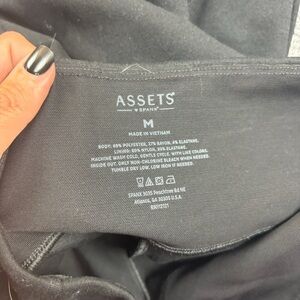 ASSETS®
BY SPANX®
M
MADE IN VIETNAM
BODY: 69% POLYESTER, 27% RAYON, 4% ELASTANE.
LINING: 80% NYLON, 20% ELASTANE.
MACHINE WASH COLD, GENTLE CYCLE, WITH LIKE COLORS.
INSIDE OUT. ONLY NON-CHLORINE BLEACH WHEN NEEDED.
TUMBLE DRY LOW. LOW IRON IF NEEDED.
SPANX 3035 Peachtree Rd NE
Atlanta, GA 30305 U.S.A.